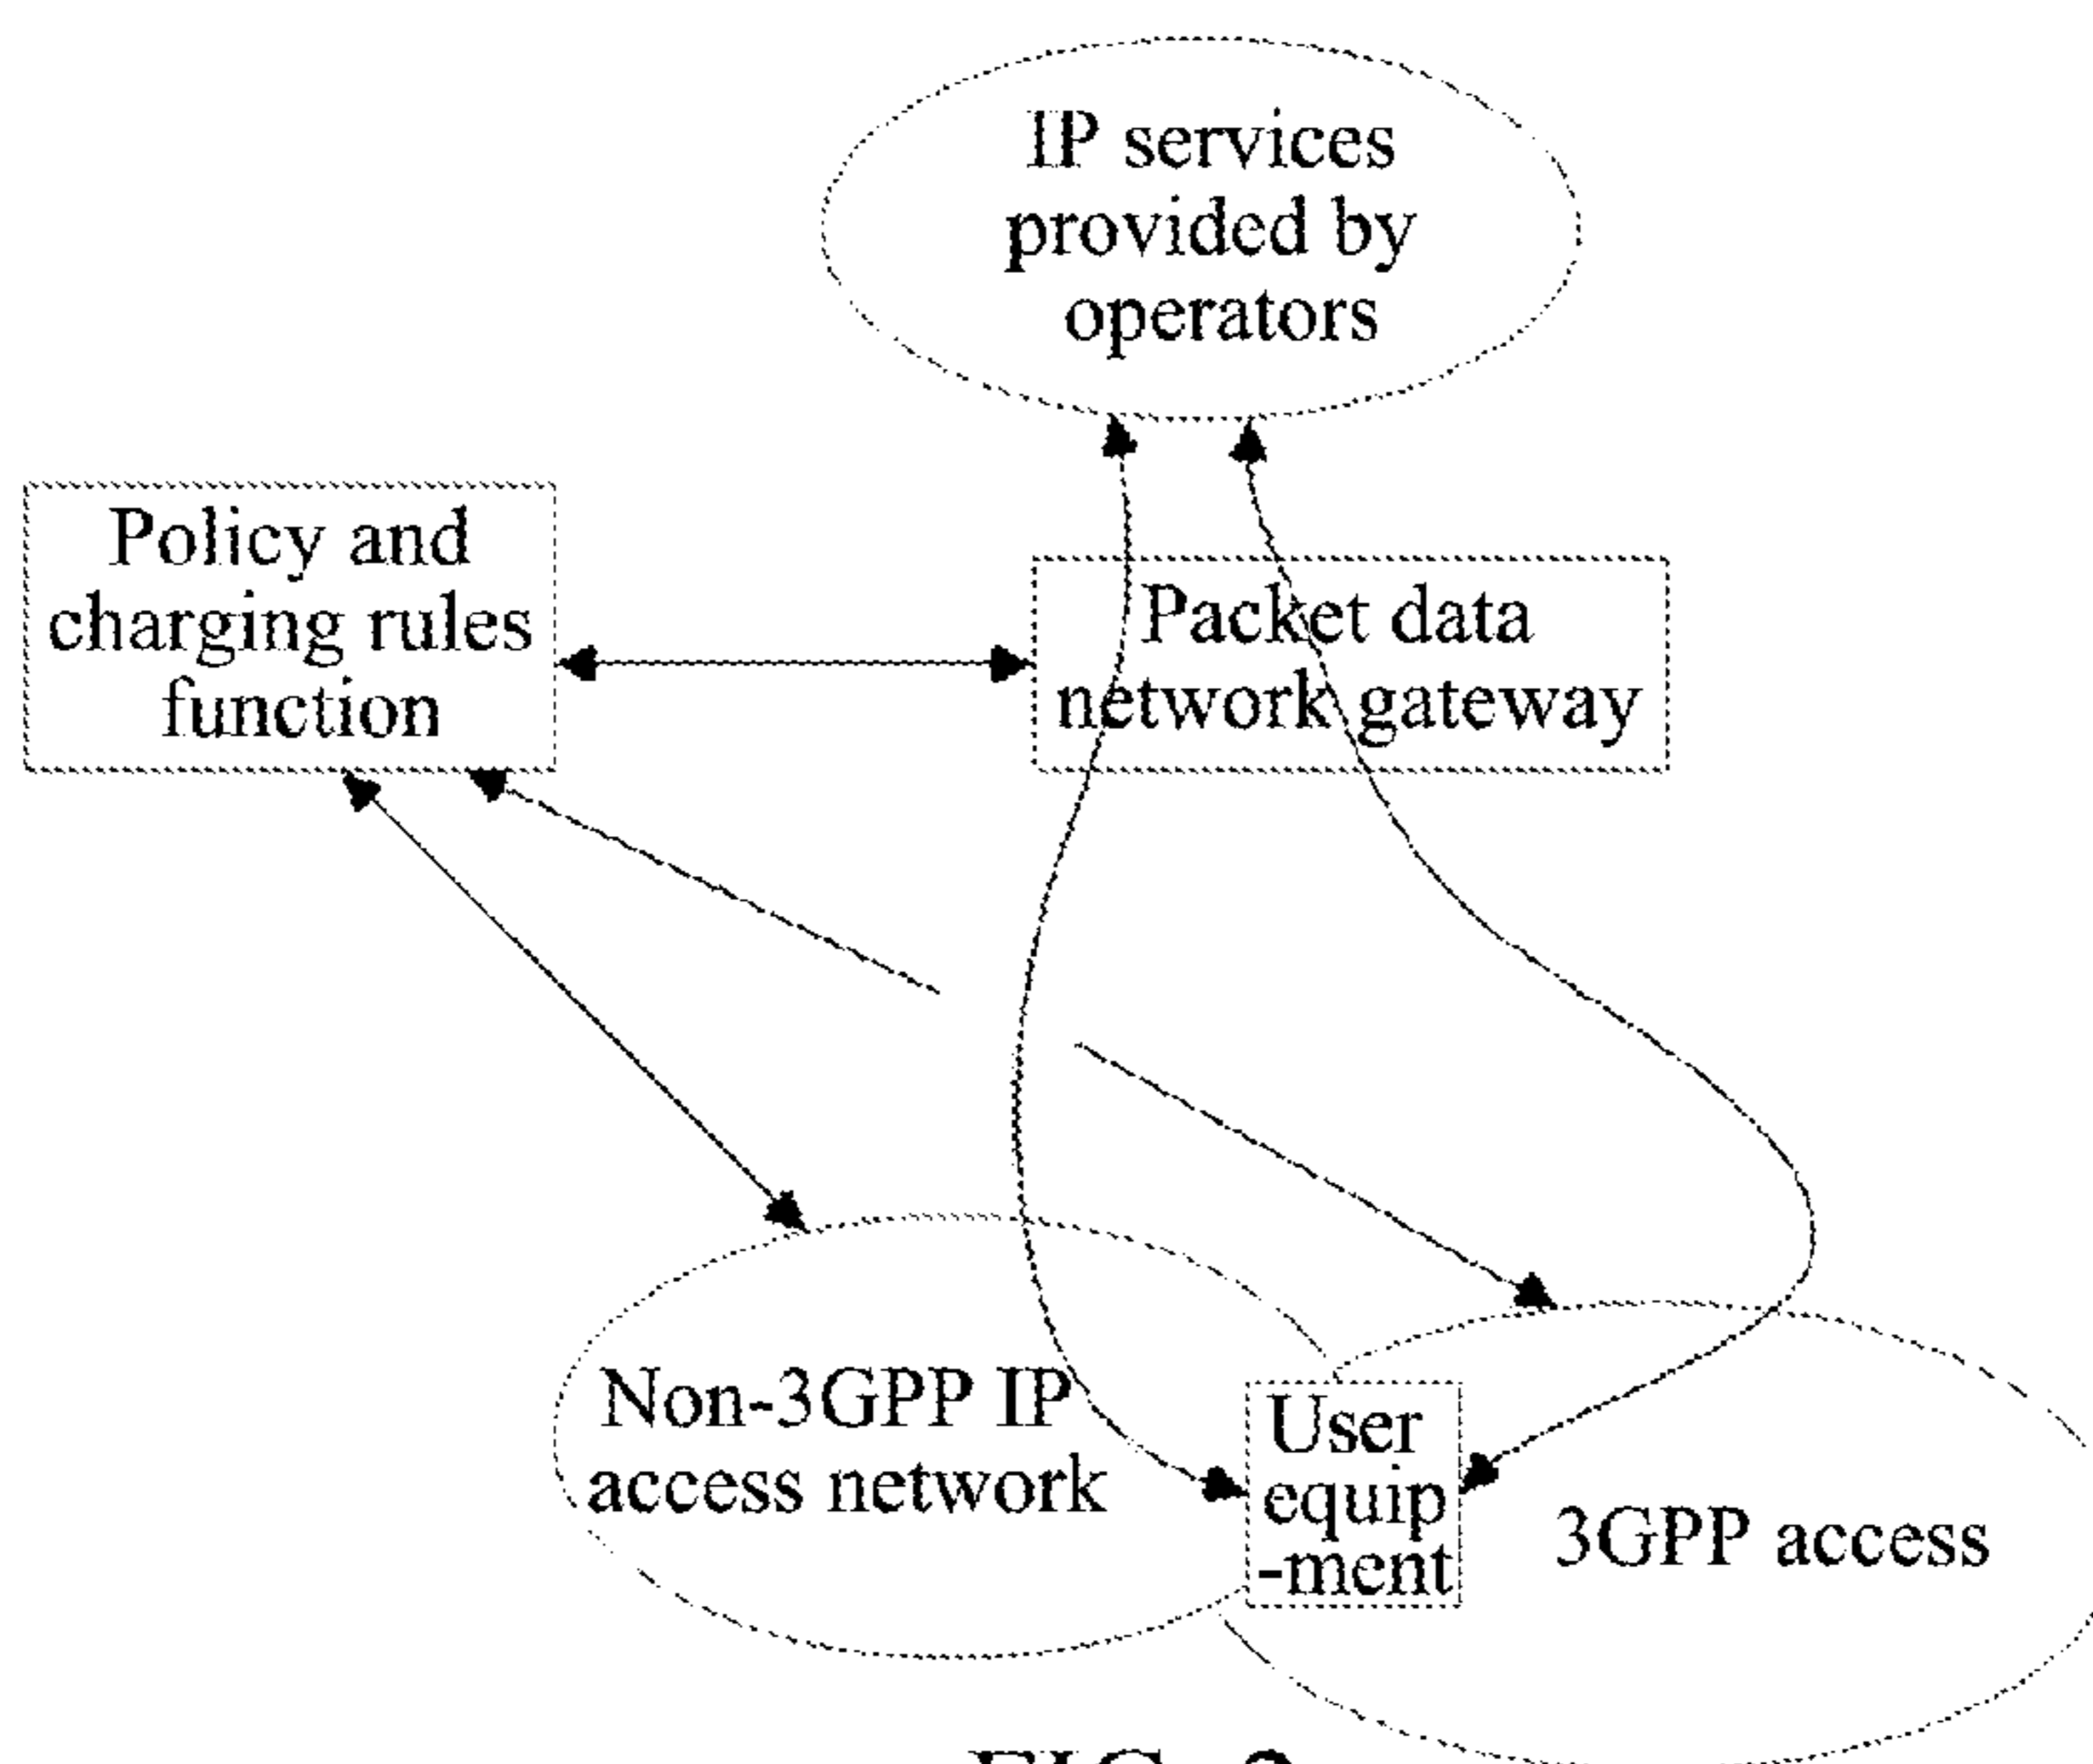 IP services
provided by
operators
Policy and
charging rules
function
Packet data
network gateway
Non-3GPP IP
access network
User
equip
-ment
3GPP access